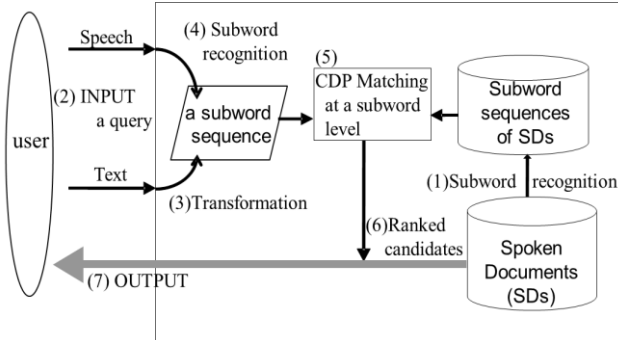 Speech
(4) Subword
recognition
(5)
CDP Matching
at a subword
level
Subword
sequences
of SDs
(2) INPUT
a query
a subword
sequence
user
Text
(3)Transformation
(1)Subword recognition
(6)Ranked
candidates
Spoken
Documents
(SDs)
(7) OUTPUT